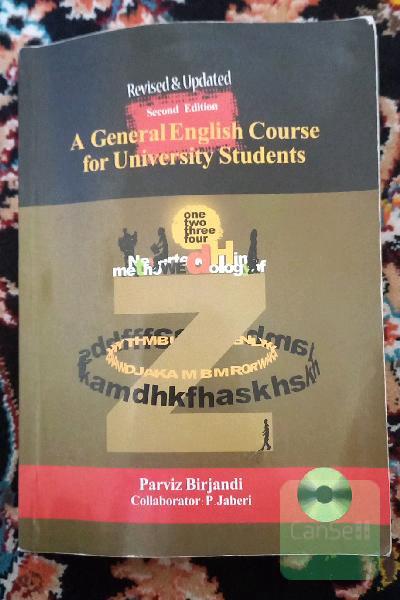 Revised & Updated
Second Edition
A General English Course
for University Students
one
two
three
four
kamdhkfhaskhskh
Parviz Birjandi
Collaborator: P. Jaberi
CanSell